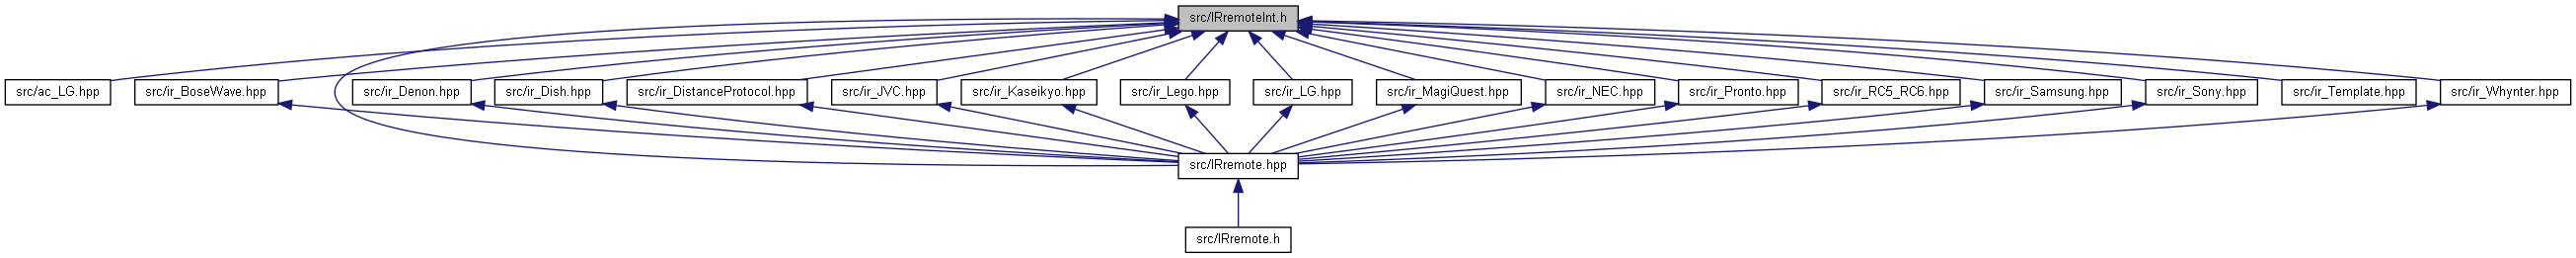 src/IRremoteInt.h
src/ac_LG.hpp
src/ir_BoseWave.hpp
src/ir_Denon.hpp
src/ir_Dish.hpp
src/ir_DistanceProtocol.hpp
src/ir_JVC.hpp
src/ir_Kaseikyo.hpp
src/ir_Lego.hpp
src/ir_LG.hpp
src/ir_MagiQuest.hpp
src/ir_NEC.hpp
src/ir_Pronto.hpp
src/ir_RC5_RC6.hpp
src/ir_Samsung.hpp
src/ir_Sony.hpp
src/ir_Template.hpp
src/ir_Whynter.hpp
src/IRremote.hpp
src/IRremote.h